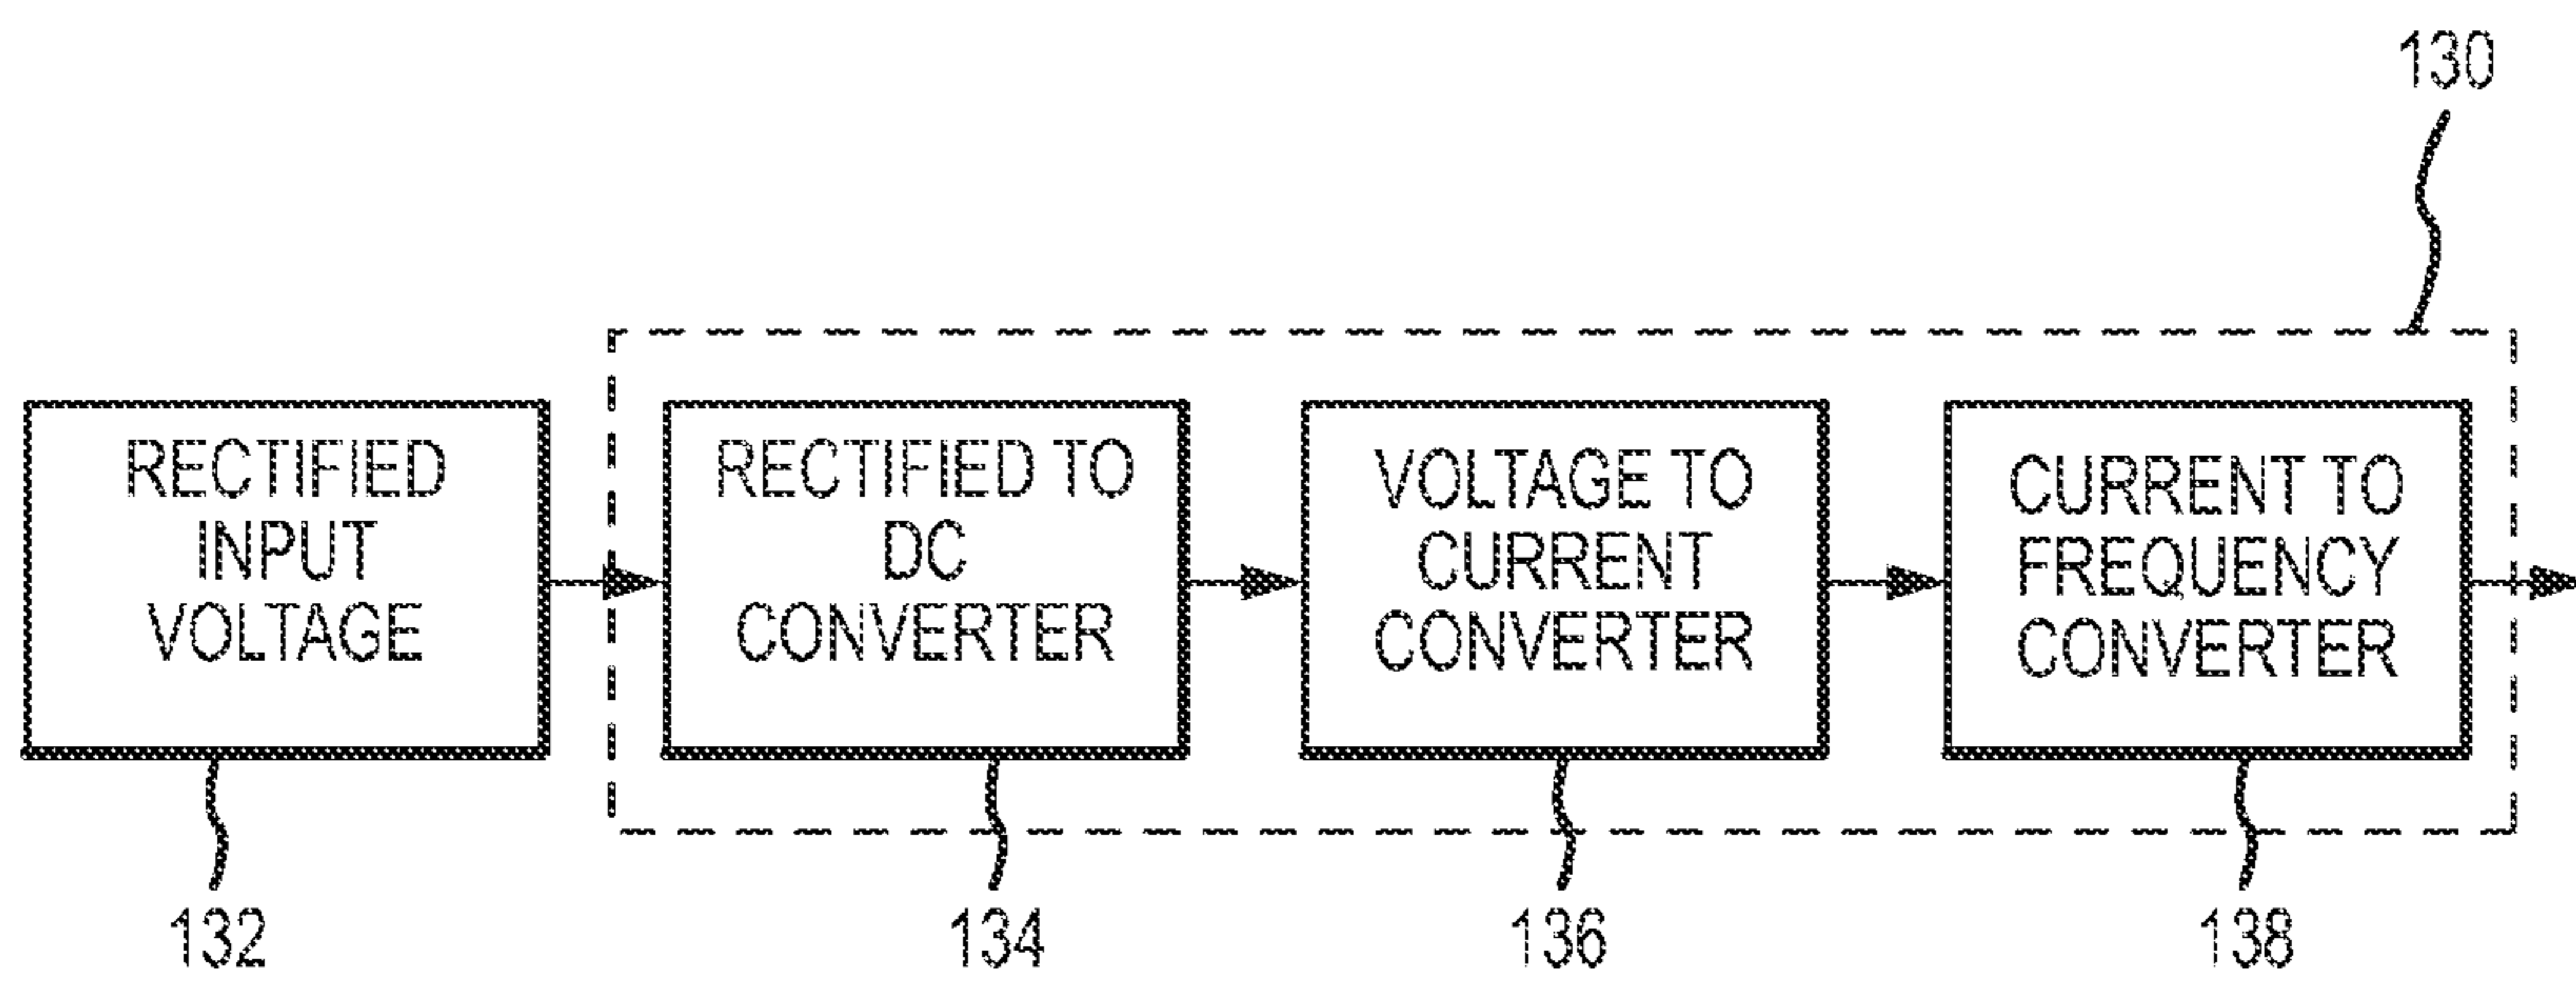 130
RECTIFIED
INPUT
VOLTAGE
RECTIFIED TO
DC
CONVERTER
VOLTAGE TO
CURRENT
CONVERTER
CURRENT TO
FREQUENCY
CONVERTER
132
134
136
138